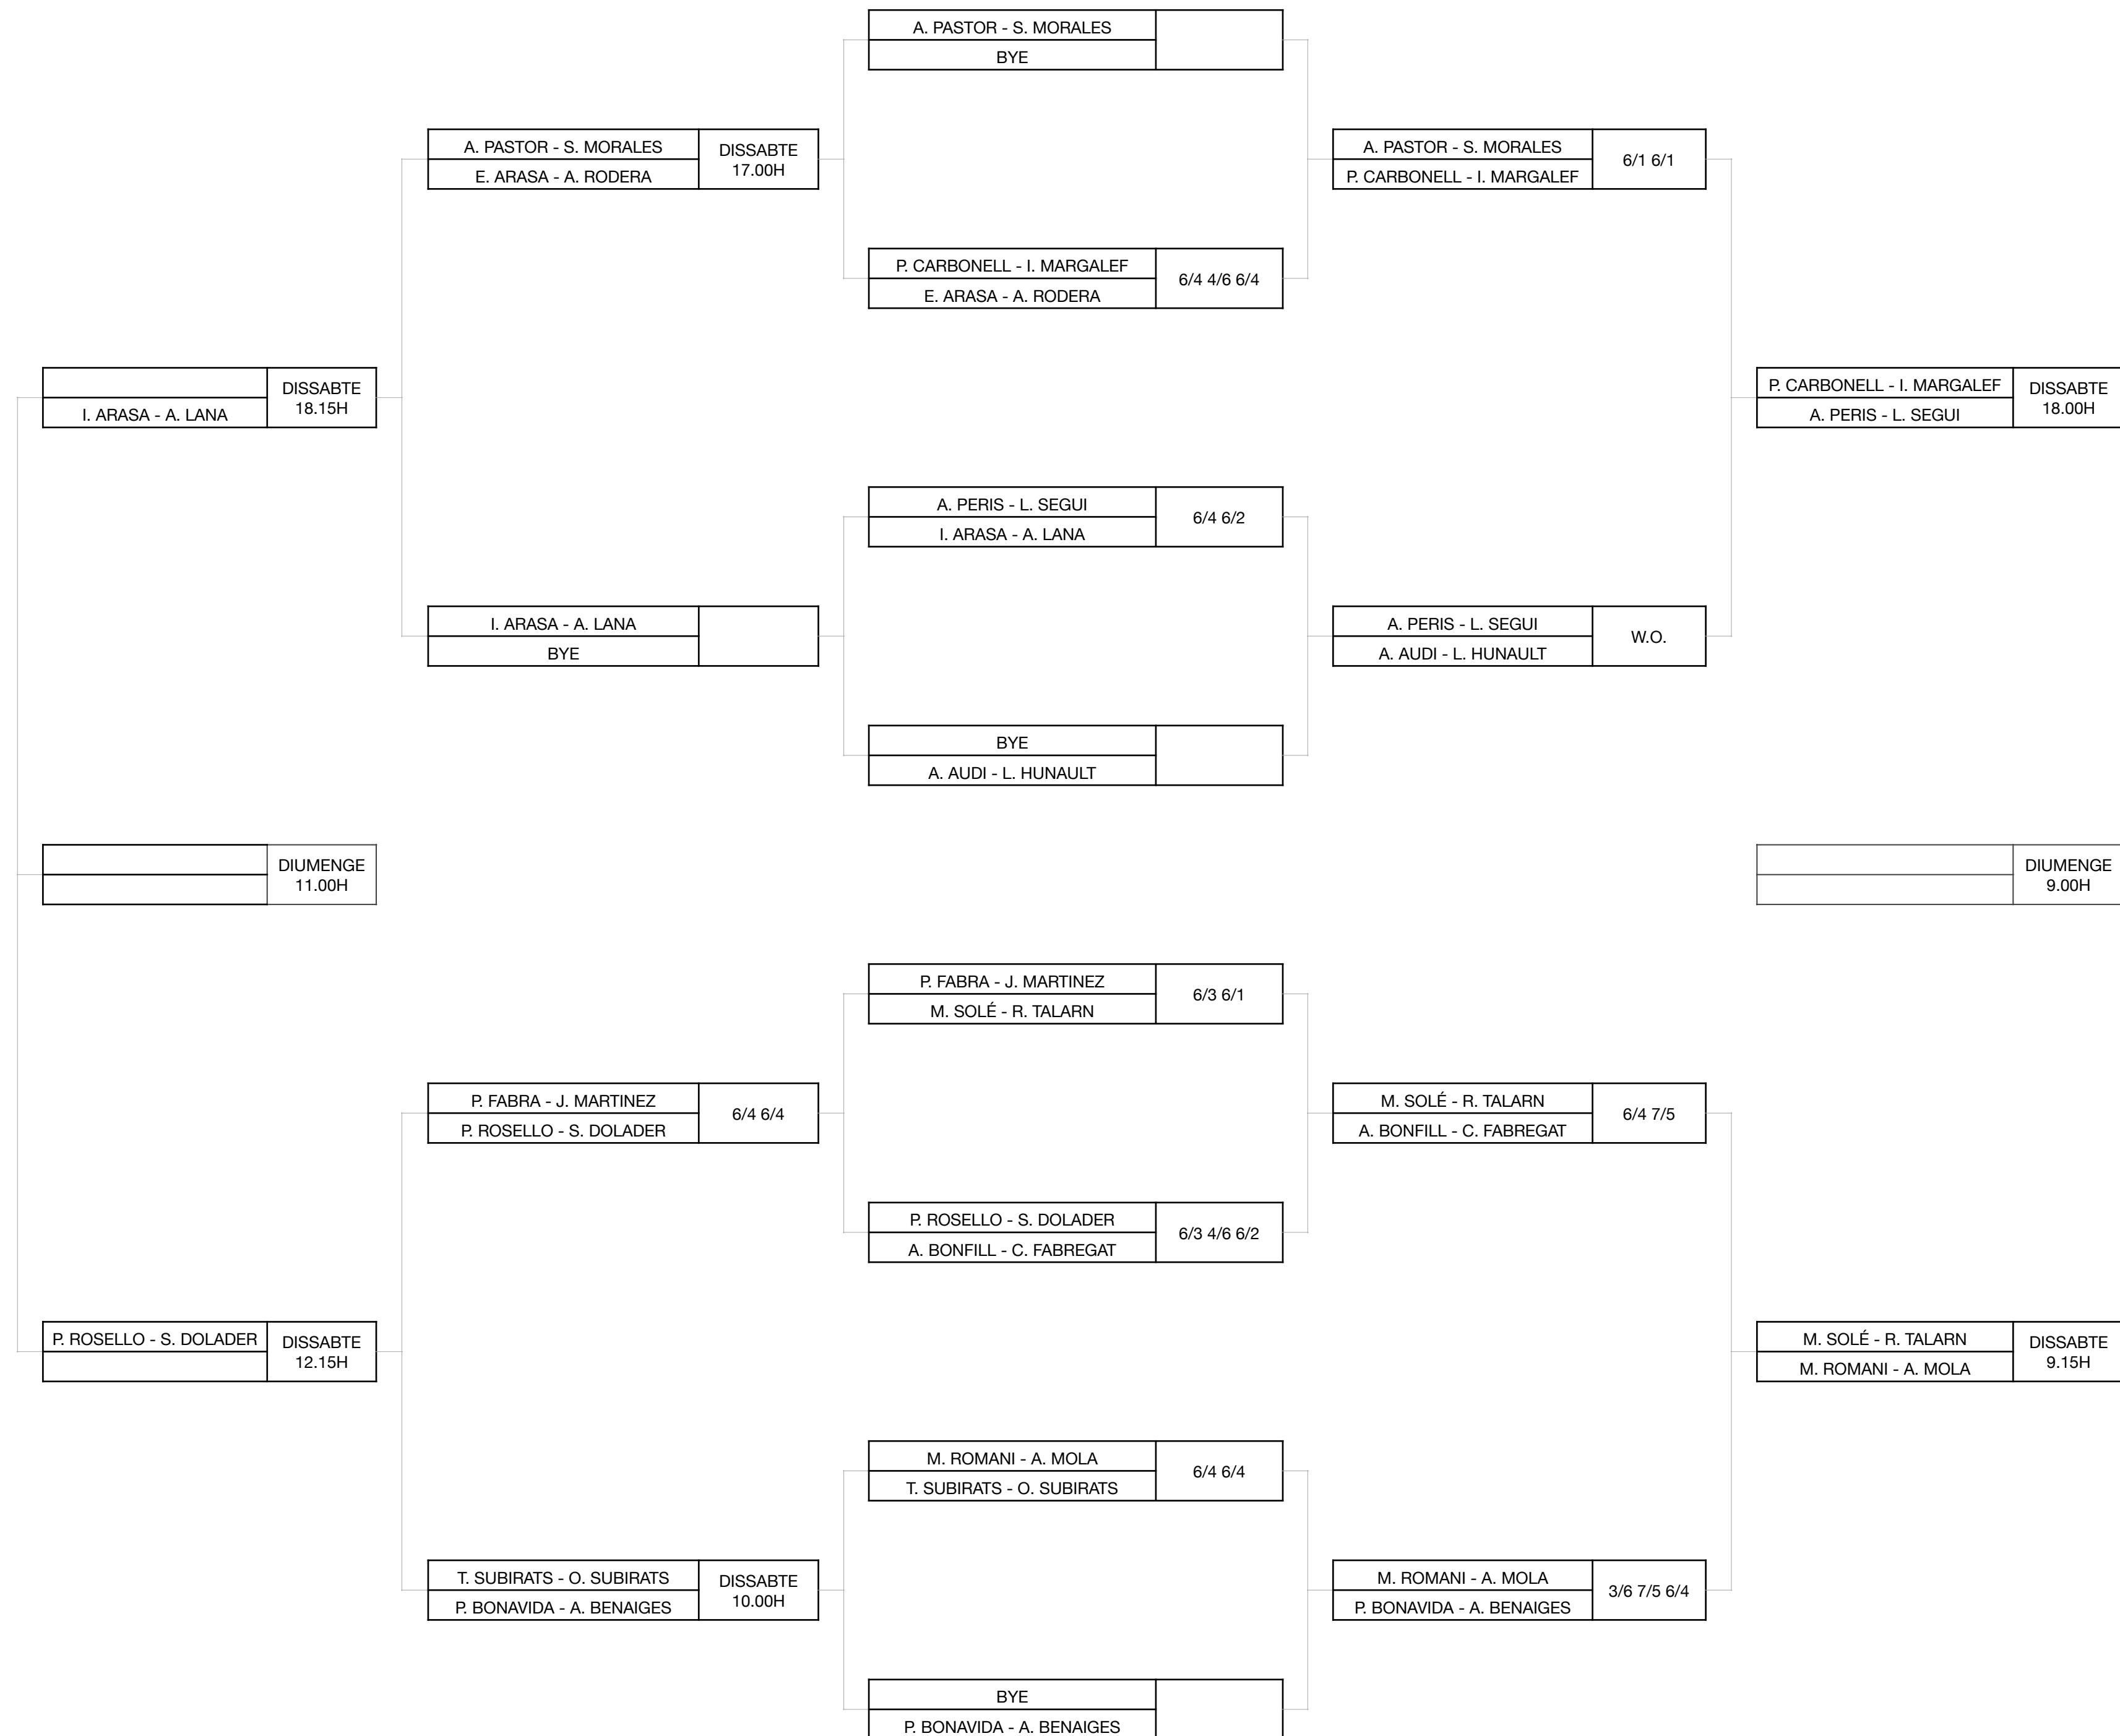 A. PASTOR - S. MORALES
BYE
A. PASTOR - S. MORALES
E. ARASA - A. RODERA
DISSABTE
17.00H
A. PASTOR - S. MORALES
P. CARBONELL - I. MARGALEF
6/1 6/1
P. CARBONELL - I. MARGALEF
E. ARASA - A. RODERA
6/4 4/6 6/4
I. ARASA - A. LANA
DISSABTE
18.15H
P. CARBONELL - I. MARGALEF
A. PERIS - L. SEGUI
DISSABTE
18.00H
A. PERIS - L. SEGUI
I. ARASA - A. LANA
6/4 6/2
I. ARASA - A. LANA
BYE
A. PERIS - L. SEGUI
A. AUDI - L. HUNAULT
W.O.
BYE
A. AUDI - L. HUNAULT
DIUMENGE
11.00H
DIUMENGE
9.00H
P. FABRA - J. MARTINEZ
M. SOLÉ - R. TALARN
6/3 6/1
P. FABRA - J. MARTINEZ
P. ROSELLO - S. DOLADER
6/4 6/4
M. SOLÉ - R. TALARN
A. BONFILL - C. FABREGAT
6/4 7/5
P. ROSELLO - S. DOLADER
A. BONFILL - C. FABREGAT
6/3 4/6 6/2
P. ROSELLO - S. DOLADER
DISSABTE
12.15H
M. SOLÉ - R. TALARN
M. ROMANI - A. MOLA
DISSABTE
9.15H
M. ROMANI - A. MOLA
T. SUBIRATS - O. SUBIRATS
6/4 6/4
T. SUBIRATS - O. SUBIRATS
P. BONAVIDA - A. BENAIGES
DISSABTE
10.00H
M. ROMANI - A. MOLA
P. BONAVIDA - A. BENAIGES
3/6 7/5 6/4
BYE
P. BONAVIDA - A. BENAIGES